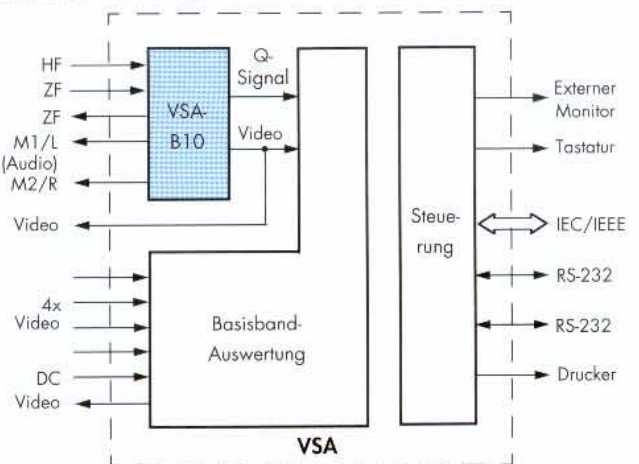 HF
ZF
ZF
M1/L
(Audio)
M2/R
Video
4x
Video
DC
Video
VSA-
B10
Q-
Signal
Video
Basisband-
Auswertung
Steue-
rung
Externer
Monitor
Tastatur
IEC/IEEE
RS-232
RS-232
Drucker
VSA